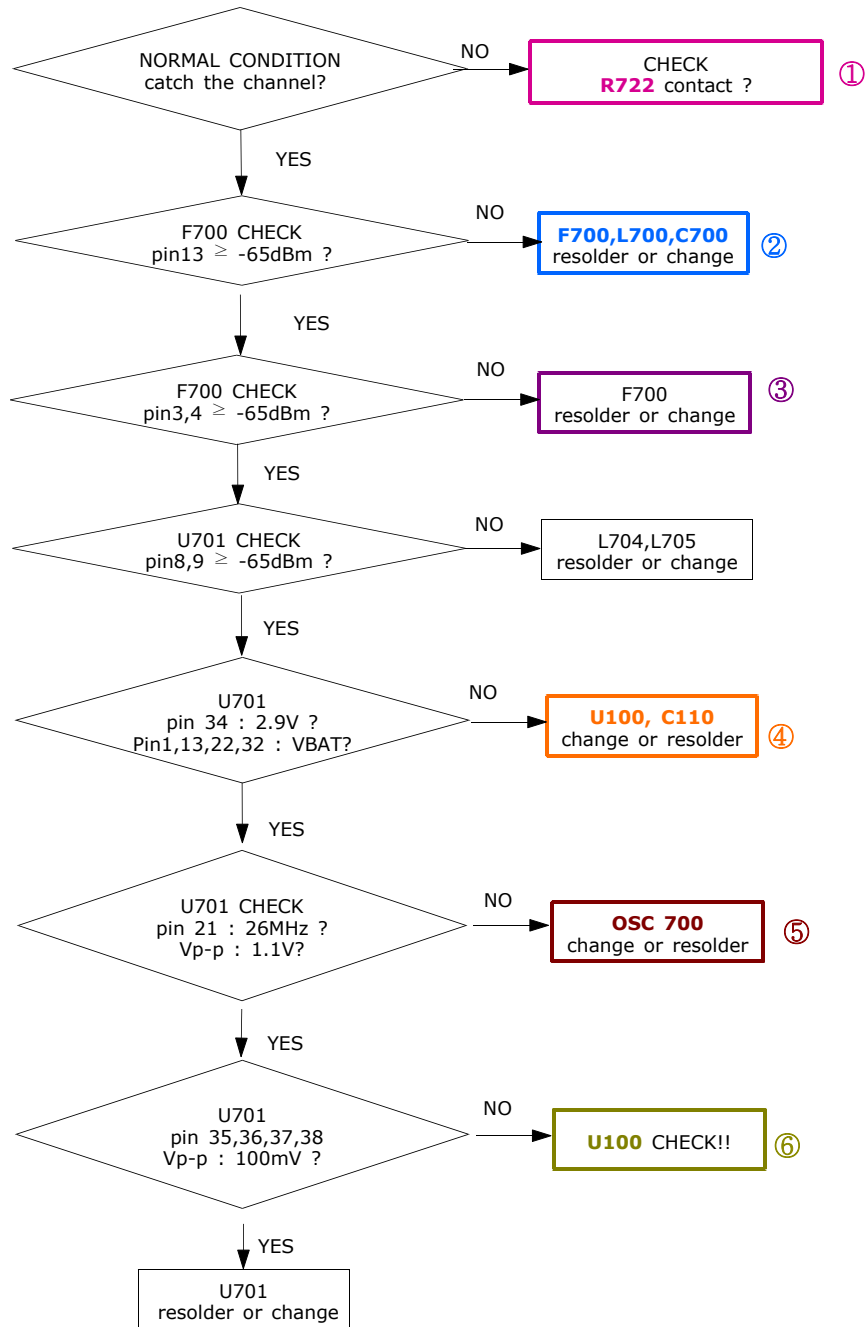 NORMAL CONDITION
catch the channel?
NO
CHECK
R722 contact ?
①
YES
F700 CHECK
pin13 ≥ -65dBm ?
NO
F700,L700,C700
resolder or change
②
YES
F700 CHECK
pin3,4 ≥ -65dBm ?
NO
F700
resolder or change
③
YES
U701 CHECK
pin8,9 ≥ -65dBm ?
NO
L704,L705
resolder or change
YES
U701
pin 34 : 2.9V ?
Pin1,13,22,32 : VBAT?
NO
U100, C110
change or resolder
④
YES
U701 CHECK
pin 21 : 26MHz ?
Vp-p : 1.1V?
NO
OSC 700
change or resolder
⑤
YES
U701
pin 35,36,37,38
Vp-p : 100mV ?
NO
U100 CHECK!!
⑥
YES
U701
resolder or change